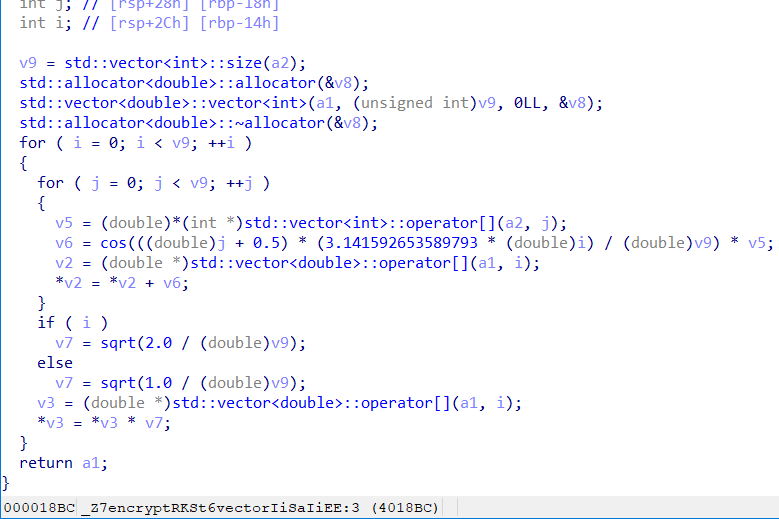 int j; // [rsp+28h] [rbp-18h]
int i; // [rsp+2Ch] [rbp-14h]
v9 = std::vector<int>::size(a2);
std::allocator<double>::allocator(&v8);
std::vector<double>::vector<int>(a1, (unsigned int)v9, 0LL, &v8);
std::allocator<double>::~allocator(&v8);
for ( i = 0; i < v9; ++i )
{
for ( j = 0; j < v9; ++j )
{
v5 = (double)*(int *)std::vector<int>::operator[](a2, j);
v6 = cos(((double)j + 0.5) * (3.141592653589793 * (double)i) / (double)v9) * v5;
v2 = (double *)std::vector<double>::operator[](a1, i);
*v2 = *v2 + v6;
}
if ( i )
v7 = sqrt(2.0 / (double)v9);
else
v7 = sqrt(1.0 / (double)v9);
v3 = (double *)std::vector<double>::operator[](a1, i);
*v3 = *v3 * v7;
}
return a1;
}
000018BC _Z7encryptRKSt6vectorIiSaIiEE:3 (4018BC)